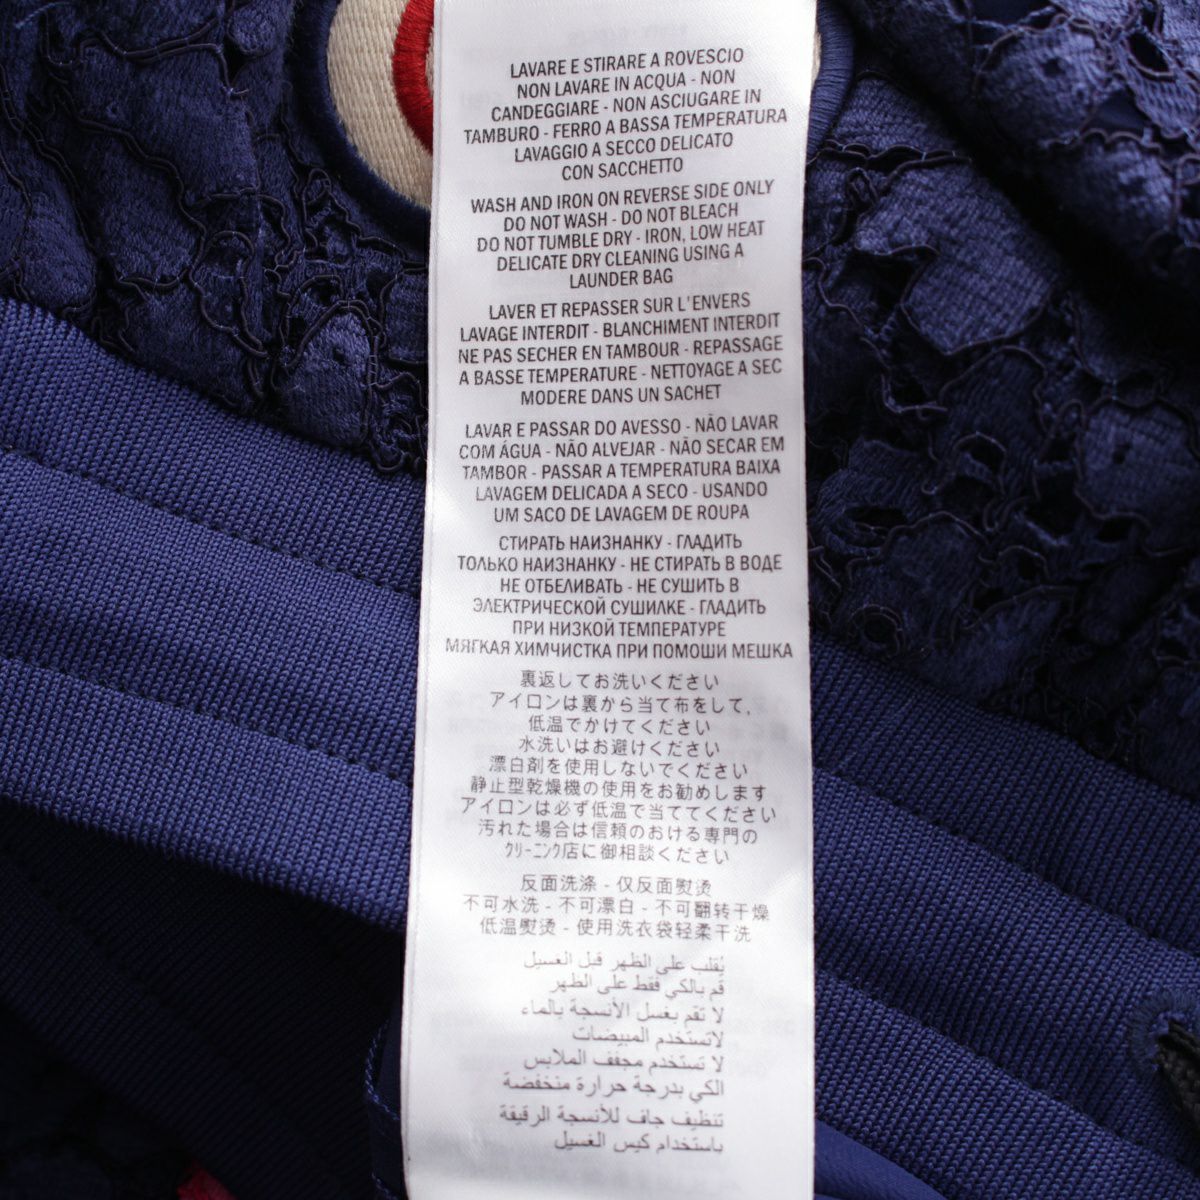 LAVARE E STIRARE A ROVESCIO
NON LAVARE IN ACQUA - NON
CANDEGGIARE - NON ASCIUGARE IN
TAMBURO - FERRO A BASSA TEMPERATURA
LAVAGGIO A SECCO DELICATO
CON SACCHETTO
WASH AND IRON ON REVERSE SIDE ONLY
DO NOT WASH - DO NOT BLEACH
DO NOT TUMBLE DRY - IRON, LOW HEAT
DELICATE DRY CLEANING USING A
LAUNDER BAG
LAVER ET REPASSER SUR L'ENVERS
LAVAGE INTERDIT - BLANCHIMENT INTERDIT
NE PAS SECHER EN TAMBOUR - REPASSAGE
A BASSE TEMPERATURE - NETTOYAGE A SEC
MODERE DANS UN SACHET
LAVAR E PASSAR DO AVESSO - NÃO LAVAR
COM ÁGUA - NÃO ALVEJAR - NÃO SECAR EM
TAMBOR - PASSAR A TEMPERATURA BAIXA
LAVAGEM DELICADA A SECO - USANDO
UM SACO DE LAVAGEM DE ROUPA
СТИРАТЬ НАИЗНАНКУ - ГЛАДИТЬ
ТОЛЬКО НАИЗНАНКУ - НЕ СТИРАТЬ В ВОДЕ
НЕ ОТБЕЛИВАТЬ - НЕ СУШИТЬ В
ЭЛЕКТРИЧЕСКОЙ СУШИЛКЕ - ГЛАДИТЬ
ПРИ НИЗКОЙ ТЕМПЕРАТУРЕ
МЯГКАЯ ХИМЧИСТКА ПРИ ПОМОШИ МЕШКА
裏返してお洗いください
アイロンは裏から当て布をして、
低温でかけてください
水洗いはお避けください
漂白剤を使用しないでください
静止型乾燥機の使用をお勧めします
アイロンは必ず低温で当ててください
汚れた場合は信頼のおける専門の
ｸﾘｰﾆﾝｸﾞ店に御相談ください
反面洗涤 - 仅反面熨烫
不可水洗 - 不可漂白 - 不可翻转干燥
低温熨烫 - 使用洗衣袋轻柔干洗
يُقلب على الظهر قبل الغسيل
قم بالكي فقط على الظهر
لا تقم بغسل الأنسجة بالماء
لاتستخدم المبيضات
لا تستخدم مجفف الملابس
الكي بدرجة حرارة منخفضة
تنظيف جاف للأنسجة الرقيقة
باستخدام كيس الغسيل